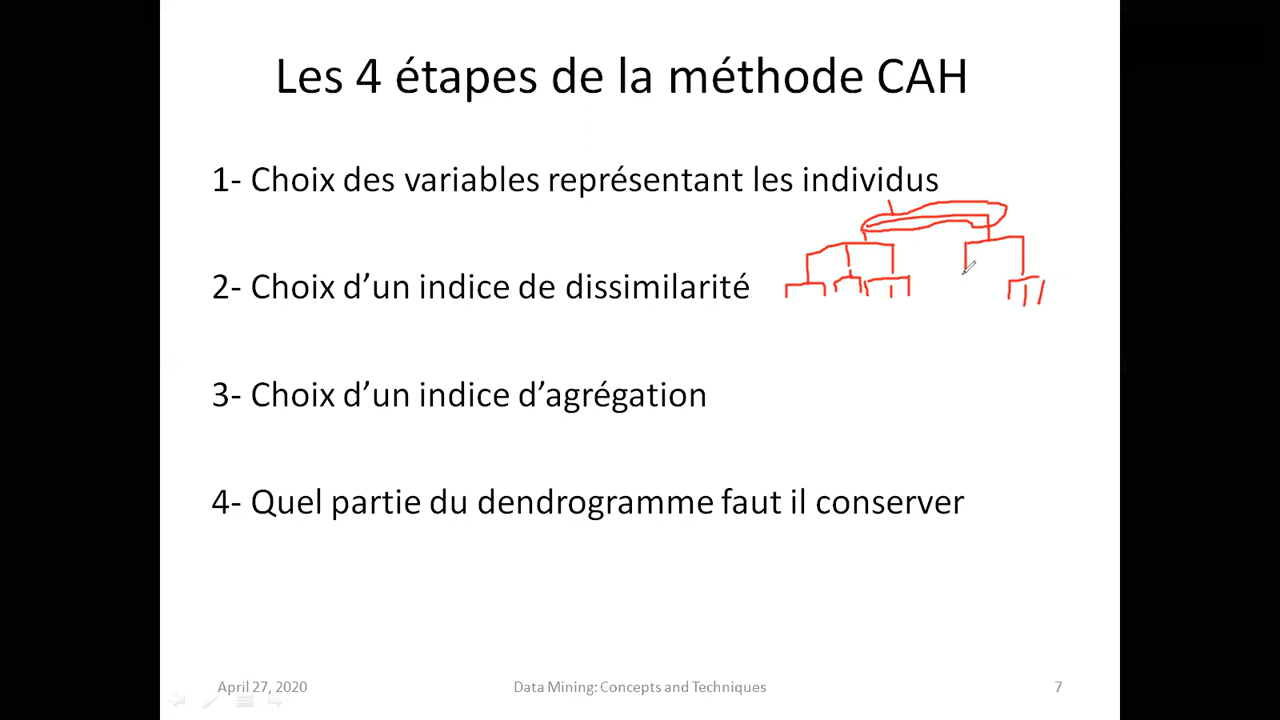 Les 4 étapes de la méthode CAH
1- Choix des variables représentant les individus
2- Choix d’un indice de dissimilarité
3- Choix d’un indice d’agrégation
4- Quel partie du dendrogramme faut il conserver
April 27, 2020
Data Mining: Concepts and Techniques
7